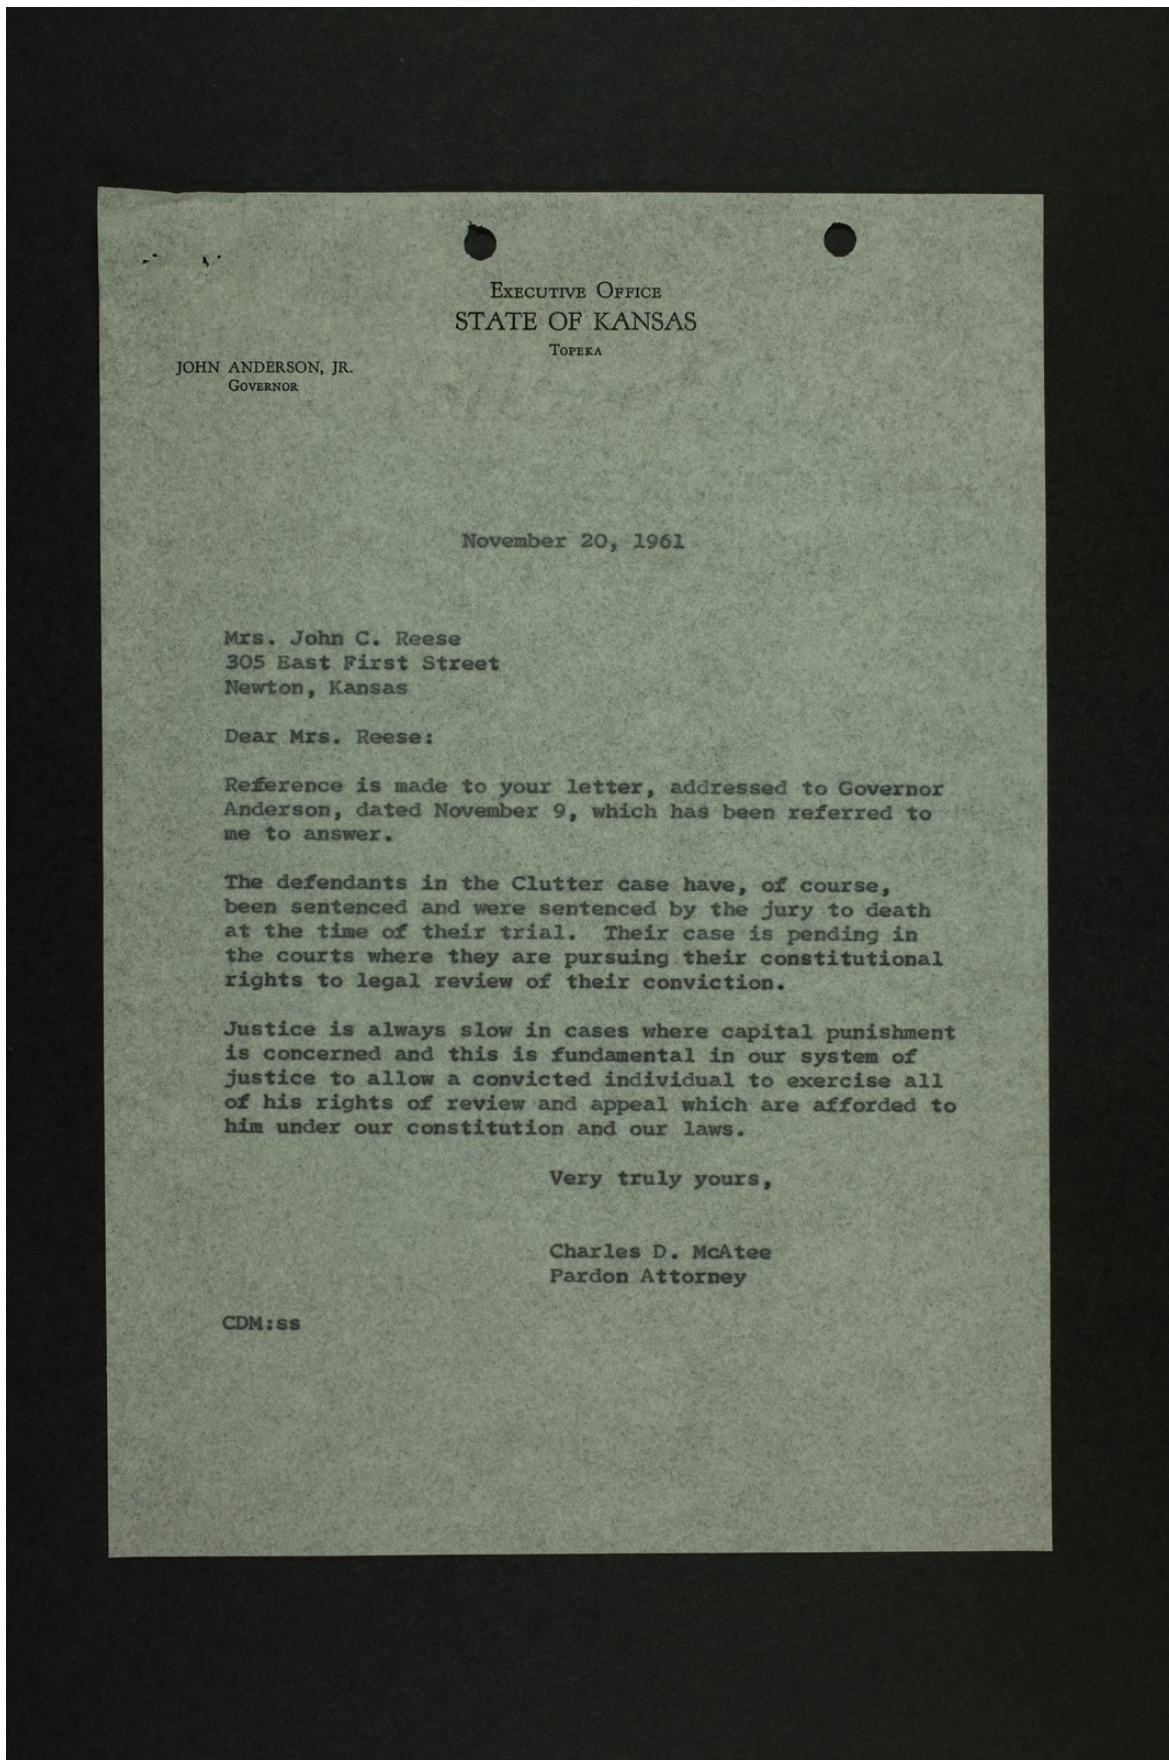 Executive Office
STATE OF KANSAS
Topeka
JOHN ANDERSON, JR.
Governor
November 20, 1961
Mrs. John C. Reese
305 East First Street
Newton, Kansas
Dear Mrs. Reese:
Reference is made to your letter, addressed to Governor
Anderson, dated November 9, which has been referred to
me to answer.
The defendants in the Clutter case have, of course,
been sentenced and were sentenced by the jury to death
at the time of their trial.  Their case is pending in
the courts where they are pursuing their constitutional
rights to legal review of their conviction.
Justice is always slow in cases where capital punishment
is concerned and this is fundamental in our system of
justice to allow a convicted individual to exercise all
of his rights of review and appeal which are afforded to
him under our constitution and our laws.
Very truly yours,
Charles D. McAtee
Pardon Attorney
CDM:ss